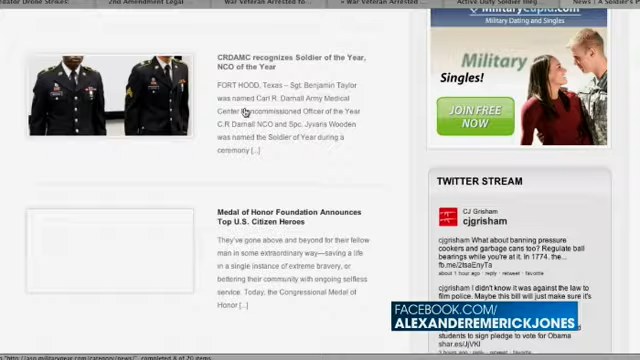 2nd Amendment Legal
War Veteran Arrested fo
War Veteran Arrested
Active Duty Soldier Illeg
News | A Soldier's P
MilitaryCupid.com
Military Dating and Singles
Military
Singles!
JOIN FREE
NOW
CRDAMC recognizes Soldier of the Year,
NCO of the Year
FORT HOOD, Texas – Sgt. Benjamin Taylor
was named Carl R. Darnall Army Medical
Center Noncommissioned Officer of the Year
C.R Darnall NCO and Spc. Jyvaris Wooden
was named the Soldier of Year during a
ceremony [...]
Medal of Honor Foundation Announces
Top U.S. Citizen Heroes
They've gone above and beyond for their fellow
man in some extraordinary way—saving a life
in a single instance of extreme bravery, or
bettering their community with ongoing selfless
service. Today, the Congressional Medal of
Honor [...]
TWITTER STREAM
CJ Grisham
cjgrisham
cjgrisham What about banning pressure
cookers and garbage cans too? Regulate ball
bearings while you're at it. In 1774, the...
fb.me/2tsaEnyTa
about 1 hour ago · reply · retweet · favorite
cjgrisham I didn't know it was against the law to
film police. Maybe this bill will just make sure it's
students to sign pledge to vote for Obama
FACEBOOK.COM/
ALEXANDEREMERICKJONES
completed 8 of 20 items